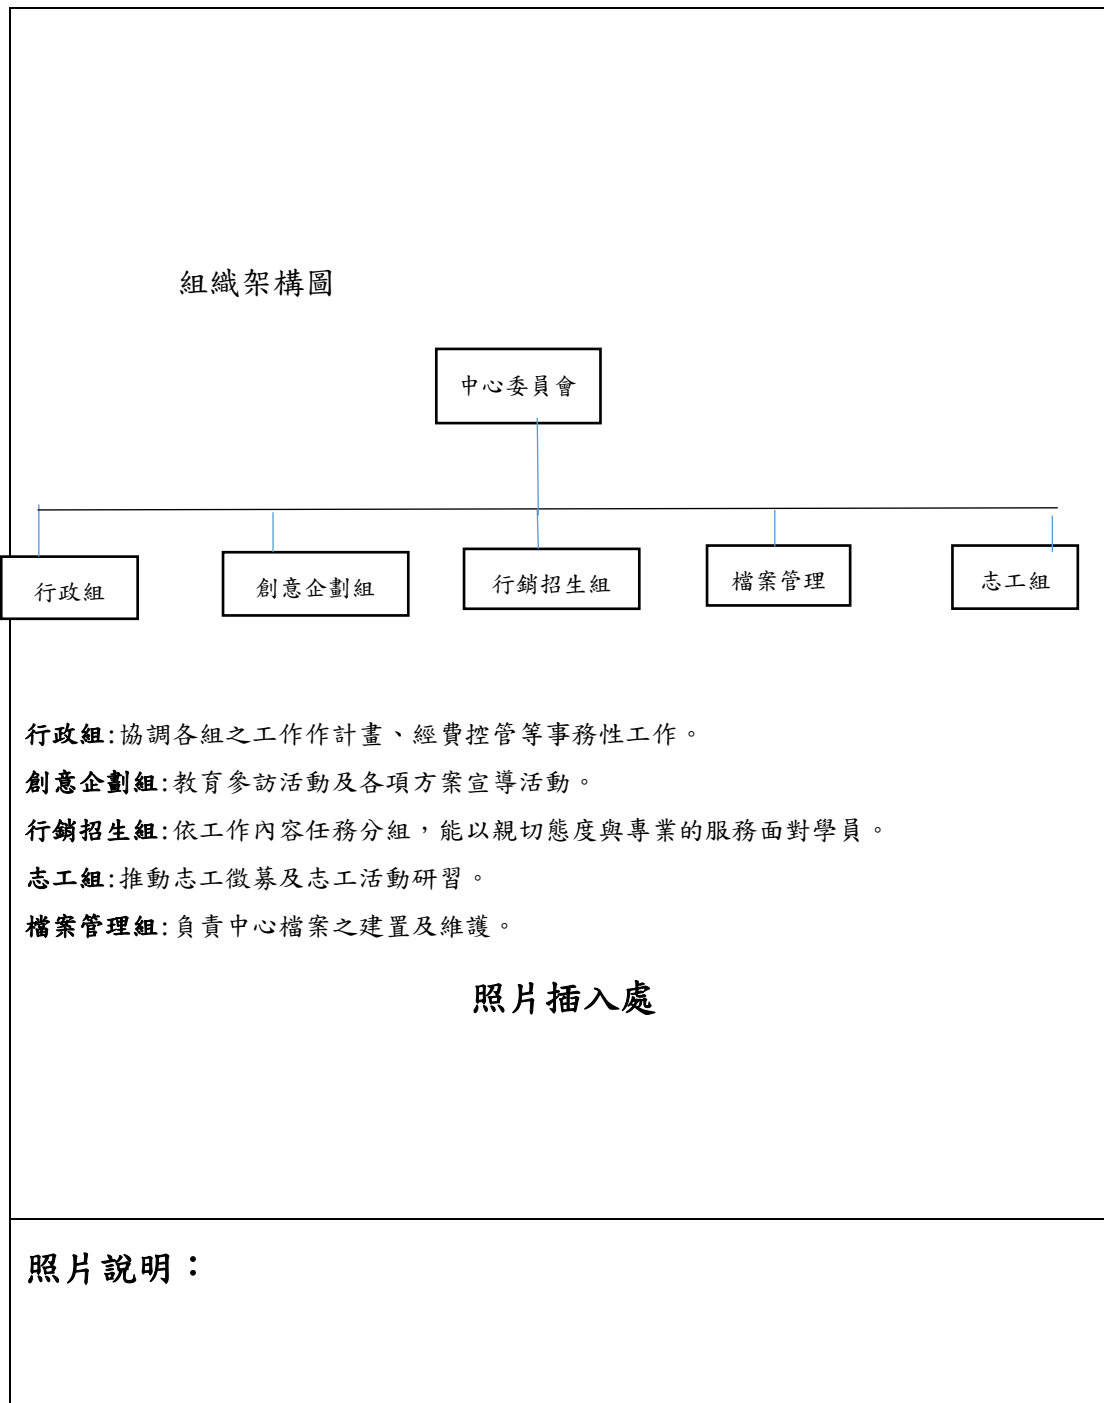 組織架構圖
中心委員會
行政組
創意企劃組
行銷招生組
檔案管理
志工組
行政組:協調各組之工作作計畫、經費控管等事務性工作。
創意企劃組:教育參訪活動及各項方案宣導活動。
行銷招生組:依工作內容任務分組，能以親切態度與專業的服務面對學員。
志工組:推動志工徵募及志工活動研習。
檔案管理組:負責中心檔案之建置及維護。
照片插入處
照片說明：